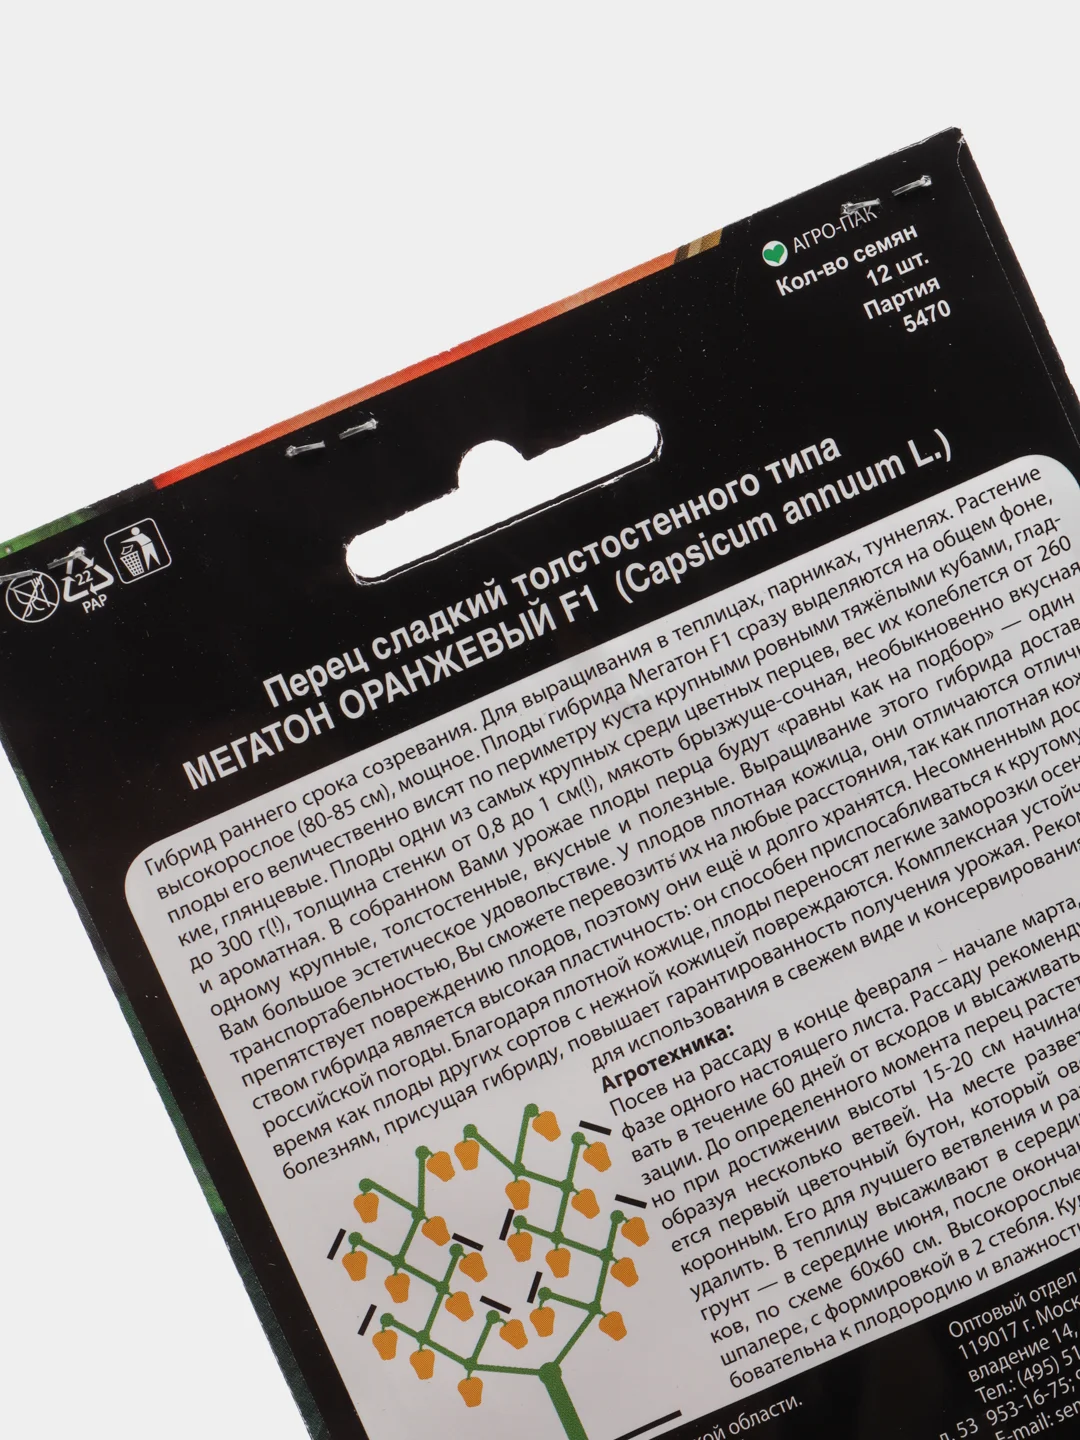 АГРО-ПАК
Кол-во семян
12 шт.
Партия
5470
22
PAP
Перец сладкий толстостенного типа
МЕГАТОН ОРАНЖЕВЫЙ F1 (Capsicum annuum L.)
Гибрид раннего срока созревания. Для выращивания в теплицах, парниках, туннелях. Растение
высокорослое (80-85 см), мощное. Плоды гибрида Мегатон F1 сразу выделяются на общем фоне,
плоды его величественно висят по периметру куста крупными ровными тяжёлыми кубами, глад-
кие, глянцевые. Плоды одни из самых крупных среди цветных перцев, вес их колеблется от 260
до 300 г(!), толщина стенки от 0,8 до 1 см(!), мякоть брызжуще-сочная, необыкновенно вкусная
и ароматная. В собранном Вами урожае плоды перца будут «равны как на подбор» — один
одному крупные, толстостенные, вкусные и полезные. Выращивание этого гибрида достав
Вам большое эстетическое удовольствие. У плодов плотная кожица, они отличаются отличн
транспортабельностью, Вы сможете перевозить их на любые расстояния, так как плотная кож
препятствует повреждению плодов, поэтому они ещё и долго хранятся. Несомненным дос
ством гибрида является высокая пластичность: он способен приспосабливаться к крутому
российской погоды. Благодаря плотной кожице, плоды переносят легкие заморозки осен
время как плоды других сортов с нежной кожицей повреждаются. Комплексная устойч
болезням, присущая гибриду, повышает гарантированность получения урожая. Реком
для использования в свежем виде и консервирования
Агротехника:
Посев на рассаду в конце февраля – начале марта,
фазе одного настоящего листа. Рассаду рекоменду
вать в течение 60 дней от всходов и высаживать
зации. До определенного момента перец растет
но при достижении высоты 15-20 см начина
образуя несколько ветвей. На месте развет
ется первый цветочный бутон, который ов
коронным. Его для лучшего ветвления и ра
удалить. В теплицу высаживают в середи
грунт — в середине июня, после оконча
ков, по схеме 60х60 см. Высокорослые
шпалере, с формировкой в 2 стебля. Ку
бовательна к плодородию и влажност
Оптовый отдел
119017 г. Моск
владение 14,
Тел.: (495) 51
953-16-75;
E-mail: sem
кой области.
д. 53